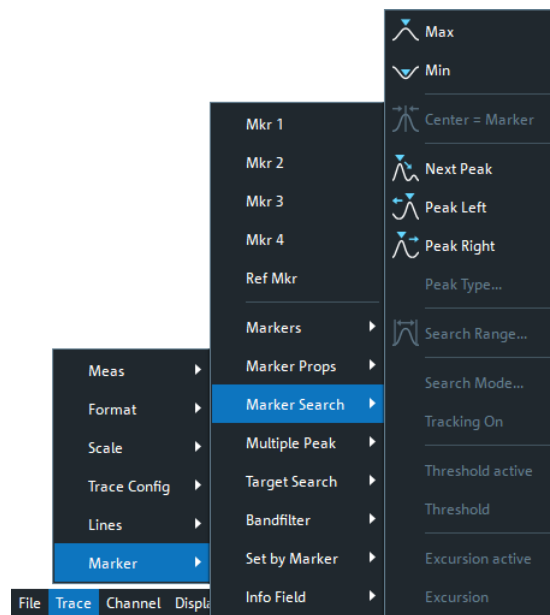 Max
Min
Center = Marker
Next Peak
Peak Left
Peak Right
Peak Type...
Search Range...
Search Mode...
Tracking On
Threshold active
Threshold
Excursion active
Excursion
Mkr 1
Mkr 2
Mkr 3
Mkr 4
Ref Mkr
Markers
Marker Props
Marker Search
Multiple Peak
Target Search
Bandfilter
Set by Marker
Info Field
Meas
Format
Scale
Trace Config
Lines
Marker
File Trace Channel